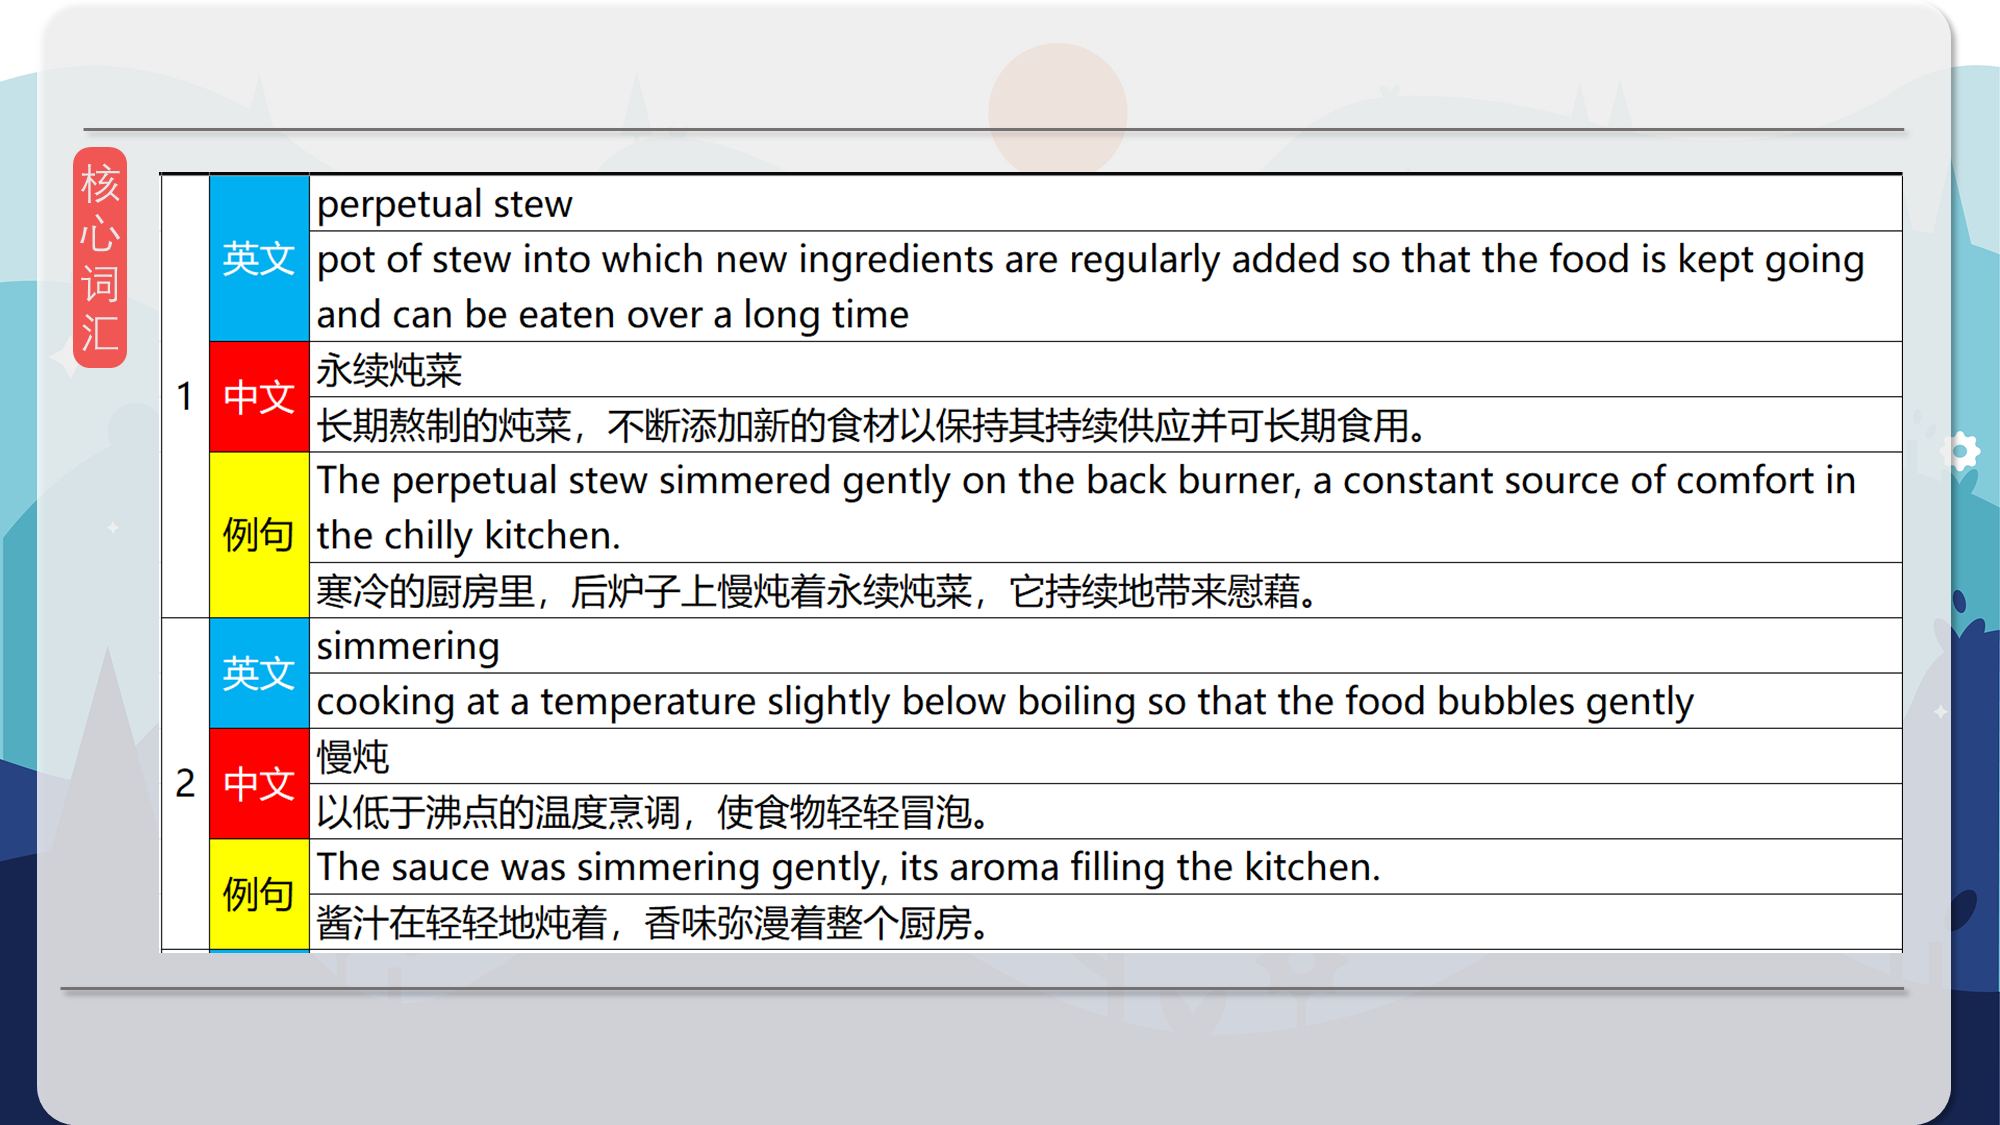 核
心
词
汇
1
英文
perpetual stew
pot of stew into which new ingredients are regularly added so that the food is kept going
and can be eaten over a long time
中文
永续炖菜
长期熬制的炖菜，不断添加新的食材以保持其持续供应并可长期食用。
例句
The perpetual stew simmered gently on the back burner, a constant source of comfort in
the chilly kitchen.
寒冷的厨房里，后炉子上慢炖着永续炖菜，它持续地带来慰藉。
2
英文
simmering
cooking at a temperature slightly below boiling so that the food bubbles gently
中文
慢炖
以低于沸点的温度烹调，使食物轻轻冒泡。
例句
The sauce was simmering gently, its aroma filling the kitchen.
酱汁在轻轻地炖着，香味弥漫着整个厨房。